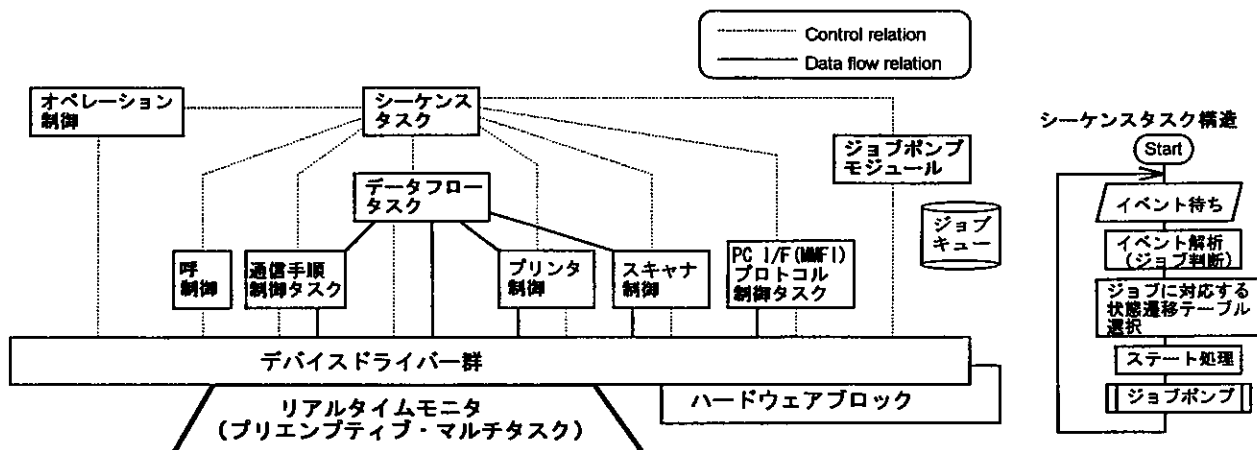 Control relation
Data flow relation
オペレーション
制御
シーケンス
タスク
ジョブポンプ
モジュール
データフロー
タスク
ジョブ
キュー
呼
制御
通信手順
制御タスク
プリンタ
制御
スキャナ
制御
PC I/F(MMFI)
プロトコル
制御タスク
デバイスドライバー群
ハードウェアブロック
リアルタイムモニタ
(プリエンプティブ・マルチタスク)
シーケンスタスク構造
Start
イベント待ち
イベント解析
(ジョブ判断)
ジョブに対応する
状態遷移テーブル
選択
ステート処理
ジョブポンプ